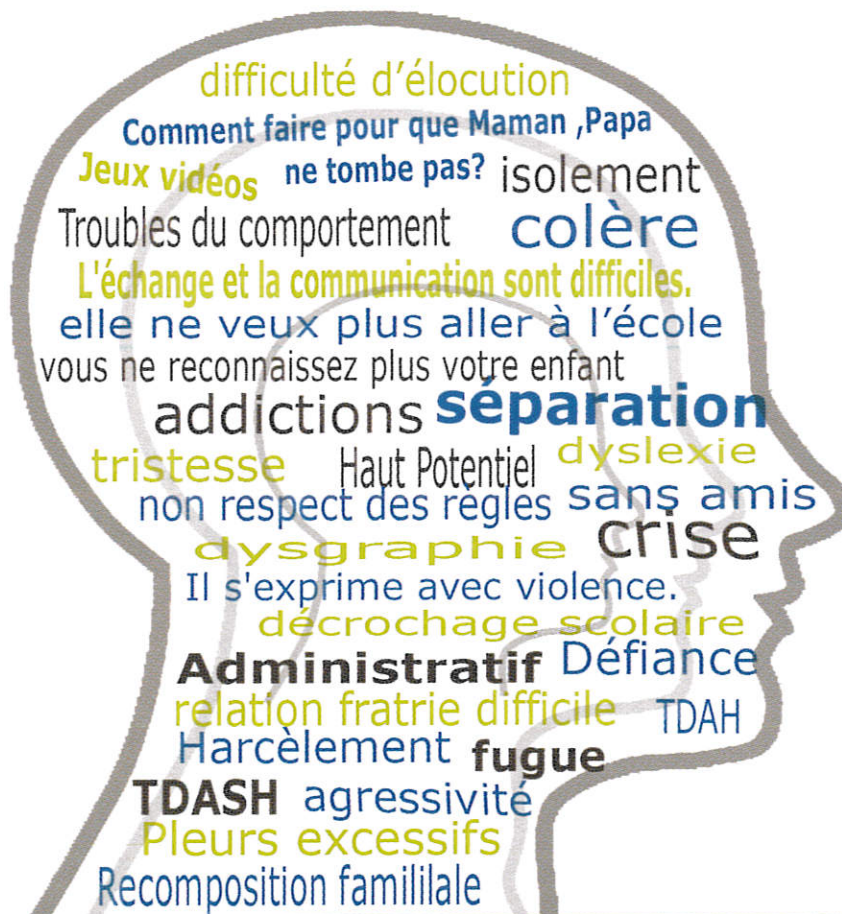 difficulté d'élocution
Comment faire pour que Maman ,Papa
Jeux vidéos ne tombe pas? isolement
Troubles du comportement colère
L'échange et la communication sont difficiles.
elle ne veux plus aller à l'école
vous ne reconnaissez plus votre enfant
addictions séparation
tristesse Haut Potentiel dyslexie
non respect des règles sans amis
dysgraphie crise
Il s'exprime avec violence.
décrochage scolaire
Administratif Défiance
relation fratrie difficile TDAH
Harcèlement fugue
TDASH agressivité
Pleurs excessifs
Recomposition famililale